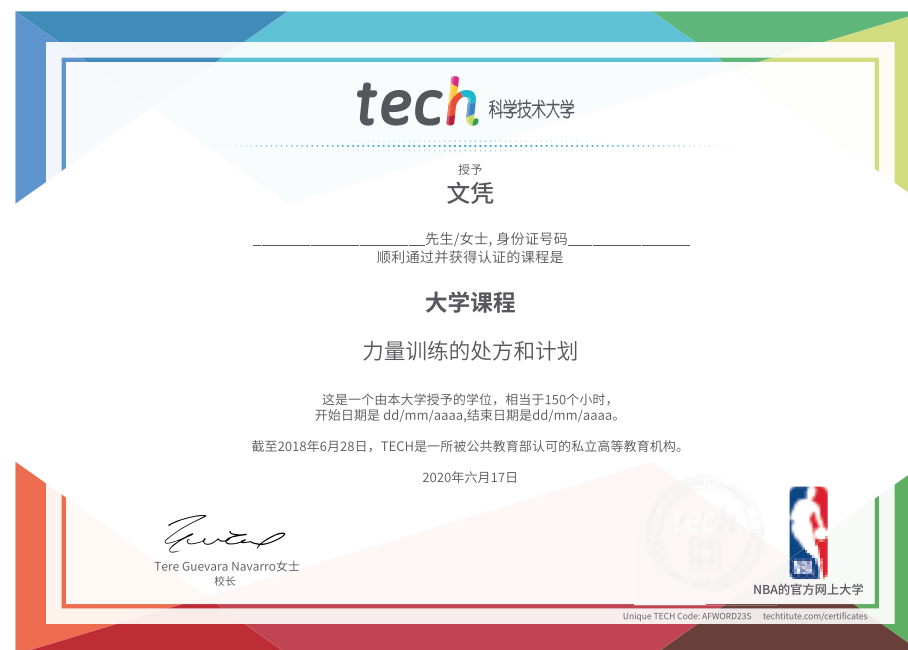 tech 科学技术大学
授予
文凭
______________________先生/女士, 身份证号码________________
顺利通过并获得认证的课程是
大学课程
力量训练的处方和计划
这是一个由本大学授予的学位，相当于150个小时，
开始日期是 dd/mm/aaaa,结束日期是dd/mm/aaaa。
截至2018年6月28日，TECH是一所被公共教育部认可的私立高等教育机构。
2020年六月17日
tech
NBA
Tere Guevara Navarro女士
校长
NBA的官方网上大学
Unique TECH Code: AFWORD23S techtitute.com/certificates